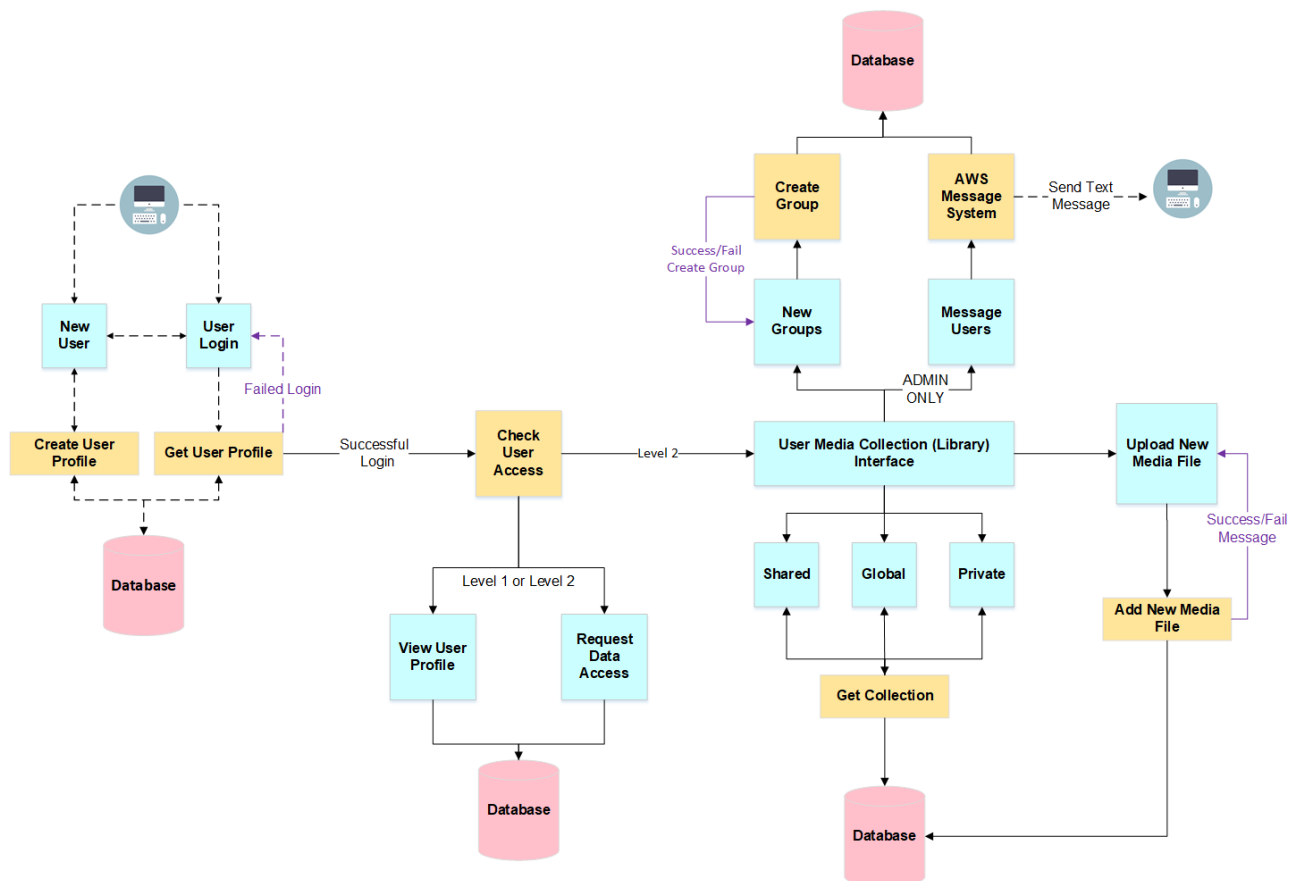 Database
Create
Group
AWS
Message
System
Send Text
Message
Success/Fail
Create Group
New
Groups
Message
Users
New
User
User
Login
Failed Login
ADMIN
ONLY
Create User
Profile
Get User Profile
Successful
Login
Check
User
Access
Level 2
User Media Collection (Library)
Interface
Upload New
Media File
Success/Fail
Message
Database
Level 1 or Level 2
Shared
Global
Private
View User
Profile
Request
Data
Access
Add New Media
File
Get Collection
Database
Database